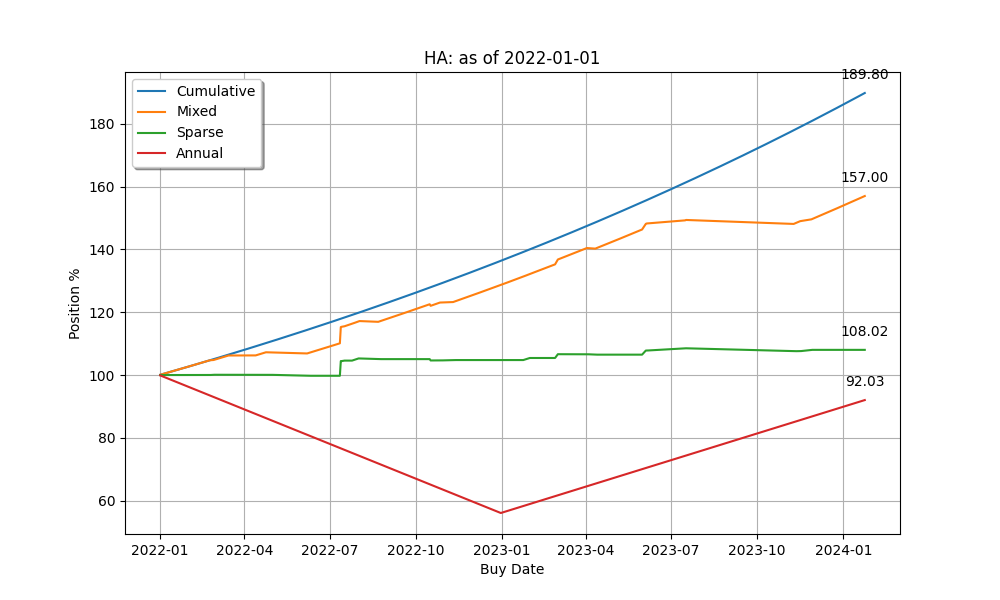 HA: as of 2022-01-01
Cumulative
Mixed
Sparse
Annual
189.80
157.00
108.02
92.03
180
160
140
120
100
80
60
Position %
2022-01 2022-04 2022-07 2022-10 2023-01 2023-04 2023-07 2023-10 2024-01
Buy Date